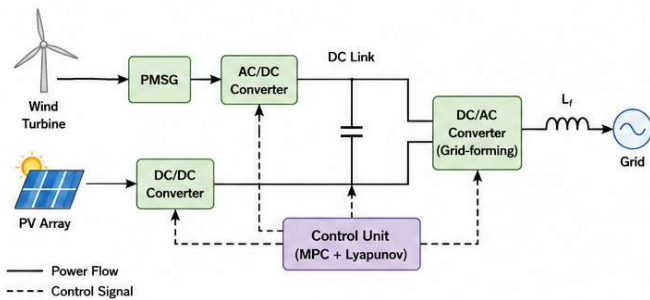 Wind
Turbine
PMSG
AC/DC
Converter
DC Link
DC/AC
Converter
(Grid-forming)
L_f
Grid
PV Array
DC/DC
Converter
Control Unit
(MPC + Lyapunov)
Power Flow
Control Signal